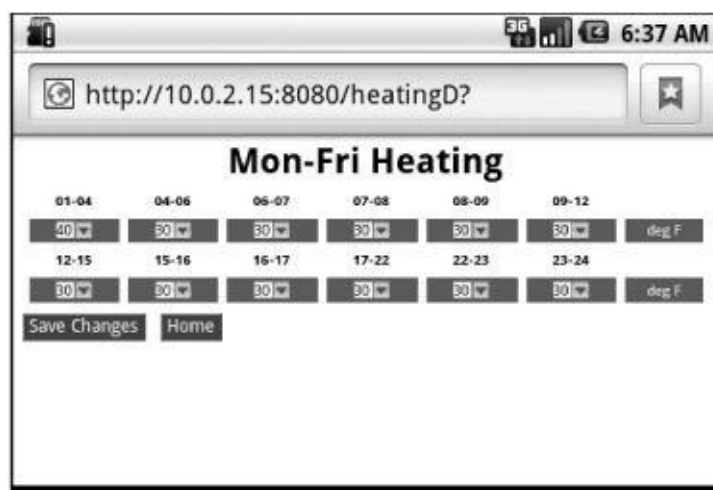 3G 6:37 AM
http://10.0.2.15:8080/heatingD?
Mon-Fri Heating
01-04 04-06 06-07 07-08 08-09 09-12
40 30 30 30 30 30 deg F
12-15 15-16 16-17 17-22 22-23 23-24
30 30 30 30 30 30 deg F
Save Changes Home